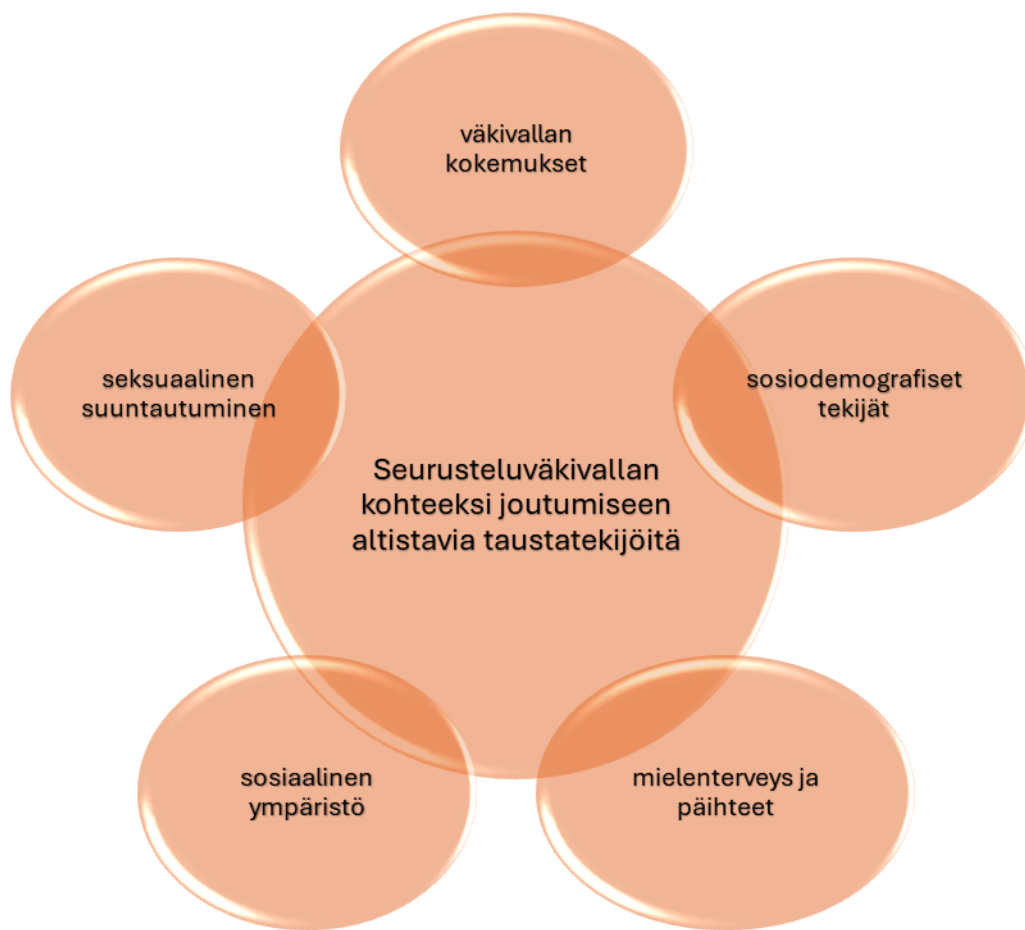 väkivallan
kokemukset
seksuaalinen
suuntautuminen
sosiodemografiset
tekijät
Seurusteluväkivallan
kohteeksi joutumiseen
altistavia taustatekijöitä
sosiaalinen
ympäristö
mielenterveys ja
päihteet